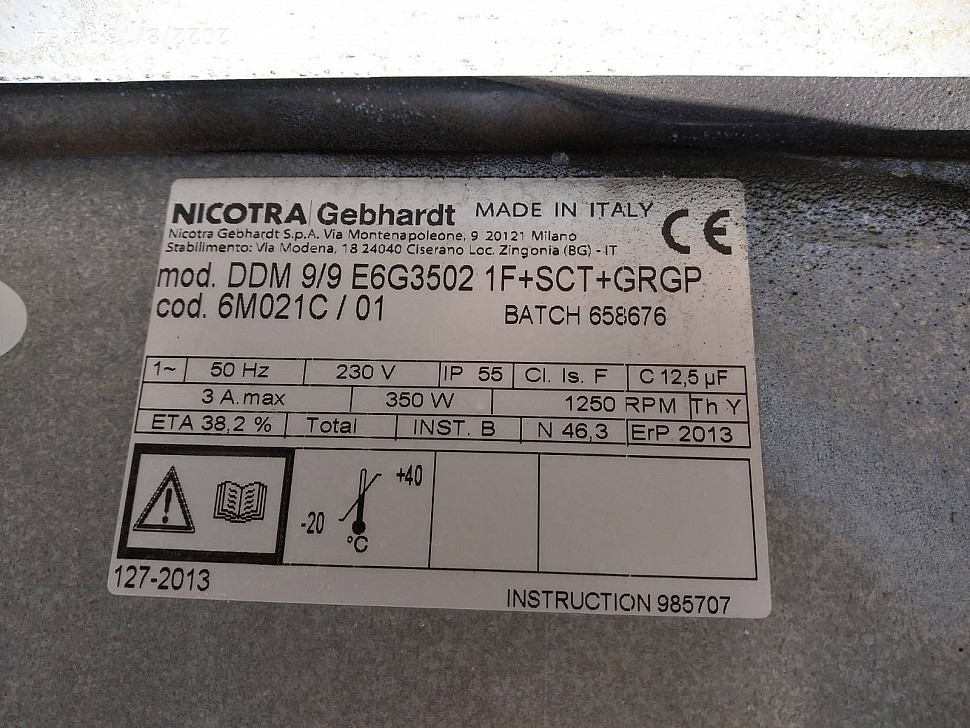 NICOTRA Gebhardt MADE IN ITALY CE
Nicotra Gebhardt S.p.A. Via Montenapoleone, 9 20121 Milano
Stabilimento: Via Modena, 18 24040 Ciserano Loc. Zingonia (BG) - IT
mod. DDM 9/9 E6G3502 1F+SCT+GRGP
cod. 6M021C / 01 BATCH 658676
1~ 50 Hz 230 V IP 55 Cl. Is. F C 12,5 µF
3 A.max 350 W 1250 RPM Th Y
ETA 38,2 % Total INST. B N 46,3 ErP 2013
-20 +40 °C
127-2013
INSTRUCTION 985707